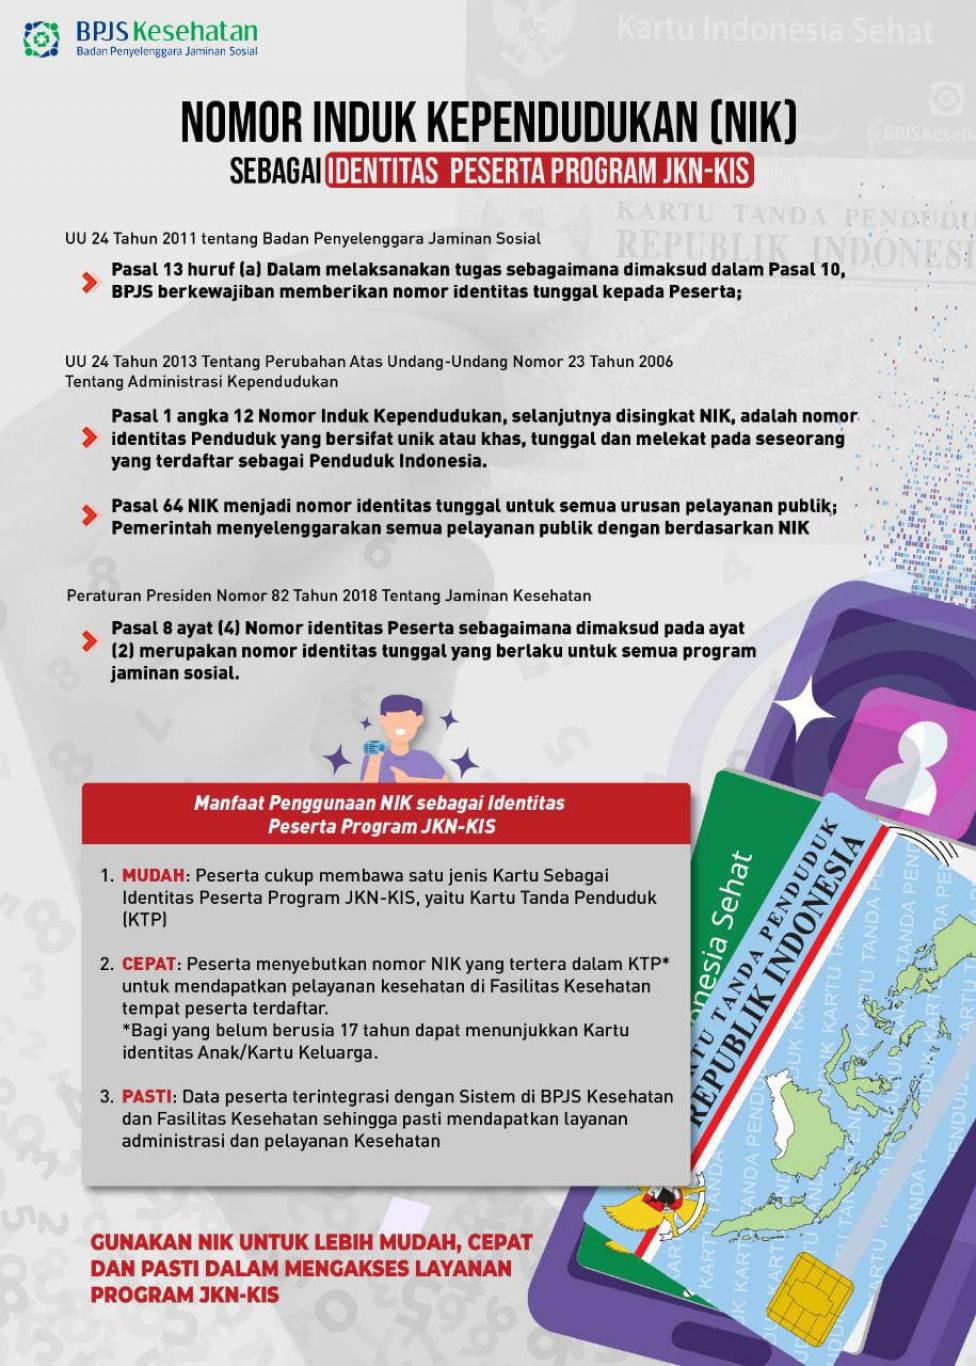 BPJS Kesehatan
Badan Penyelenggara Jaminan Sosial
Kartu Indonesia Sehat
NOMOR INDUK KEPENDUDUKAN (NIK)
SEBAGAI IDENTITAS PESERTA PROGRAM JKN-KIS
KARTU TANDA PENDUDU
REPUBLIK INDONESI
UU 24 Tahun 2011 tentang Badan Penyelenggara Jaminan Sosial
Pasal 13 huruf (a) Dalam melaksanakan tugas sebagaimana dimaksud dalam Pasal 10,
BPJS berkewajiban memberikan nomor identitas tunggal kepada Peserta;
UU 24 Tahun 2013 Tentang Perubahan Atas Undang-Undang Nomor 23 Tahun 2006
Tentang Administrasi Kependudukan
Pasal 1 angka 12 Nomor Induk Kependudukan, selanjutnya disingkat NIK, adalah nomor
identitas Penduduk yang bersifat unik atau khas, tunggal dan melekat pada seseorang
yang terdaftar sebagai Penduduk Indonesia.
Pasal 64 NIK menjadi nomor identitas tunggal untuk semua urusan pelayanan publik;
Pemerintah menyelenggarakan semua pelayanan publik dengan berdasarkan NIK
Peraturan Presiden Nomor 82 Tahun 2018 Tentang Jaminan Kesehatan
Pasal 8 ayat (4) Nomor identitas Peserta sebagaimana dimaksud pada ayat
(2) merupakan nomor identitas tunggal yang berlaku untuk semua program
jaminan sosial.
Manfaat Penggunaan NIK sebagai Identitas
Peserta Program JKN-KIS
1. MUDAH: Peserta cukup membawa satu jenis Kartu Sebagai
Identitas Peserta Program JKN-KIS, yaitu Kartu Tanda Penduduk
(KTP)
2. CEPAT: Peserta menyebutkan nomor NIK yang tertera dalam KTP*
untuk mendapatkan pelayanan kesehatan di Fasilitas Kesehatan
tempat peserta terdaftar.
*Bagi yang belum berusia 17 tahun dapat menunjukkan Kartu
identitas Anak/Kartu Keluarga.
3. PASTI: Data peserta terintegrasi dengan Sistem di BPJS Kesehatan
dan Fasilitas Kesehatan sehingga pasti mendapatkan layanan
administrasi dan pelayanan Kesehatan
onesia Sehat
RTU TANDA PENDUDUK
REPUBLIK INDONESIA
GUNAKAN NIK UNTUK LEBIH MUDAH, CEPAT
DAN PASTI DALAM MENGAKSES LAYANAN
PROGRAM JKN-KIS